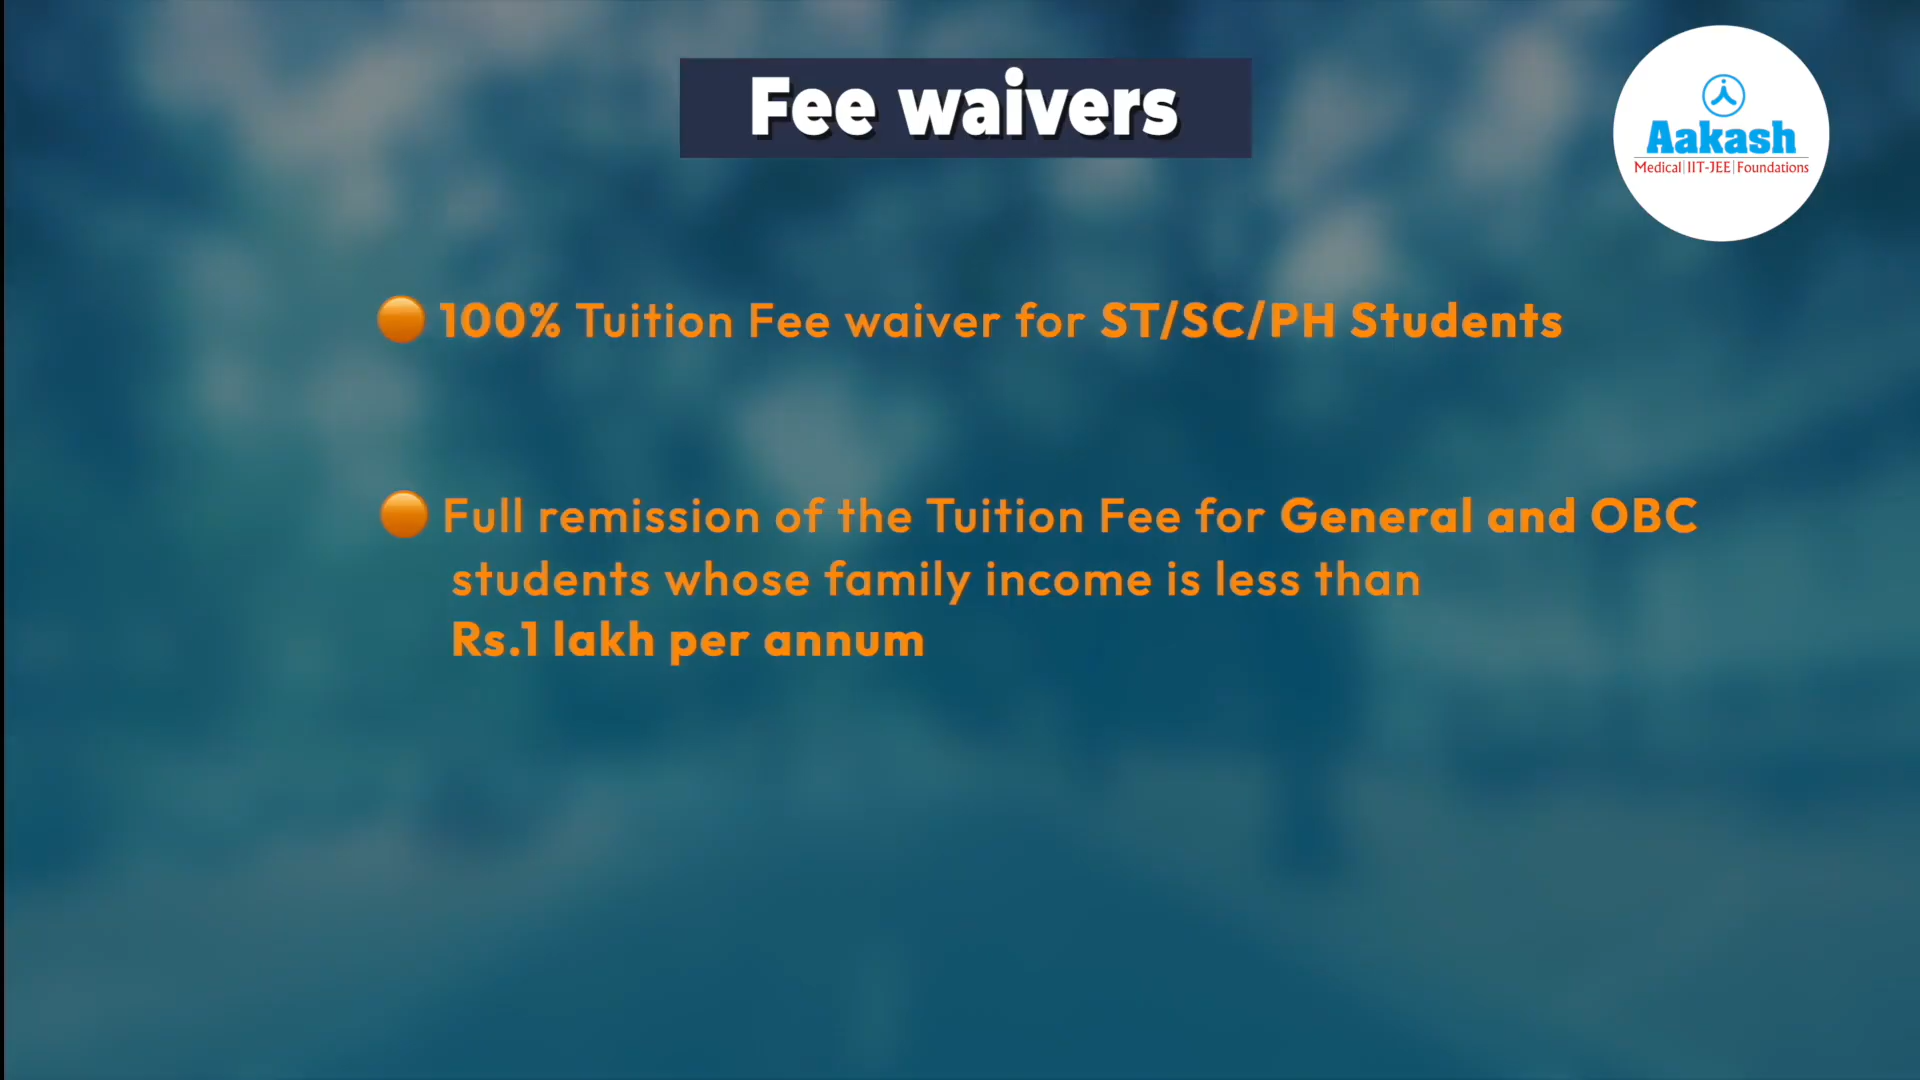 Fee waivers
Aakash
Medical|IIT-JEE|Foundations
100% Tuition Fee waiver for ST/SC/PH Students
Full remission of the Tuition Fee for General and OBC
students whose family income is less than
Rs.1 lakh per annum